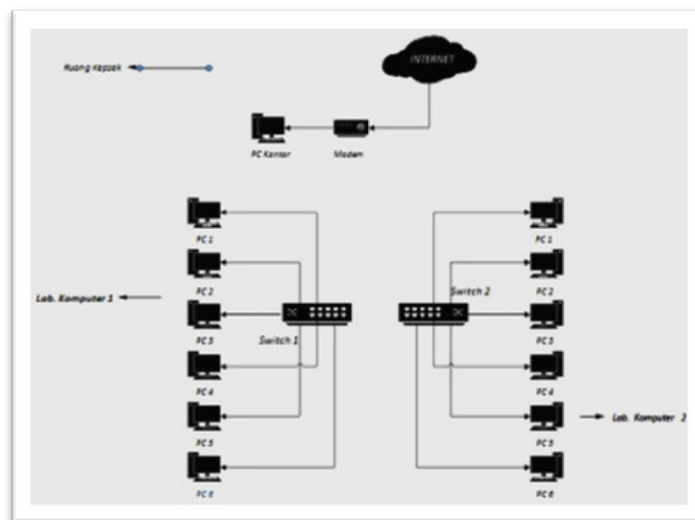 INTERNET
Ruang Kepsek
PC Kantor
Modem
PC 1
PC 1
PC 2
PC 2
Switch 2
Lab. Komputer 1
PC 3
PC 3
Switch 1
PC 4
PC 4
PC 5
PC 5
Lab. Komputer 2
PC 6
PC 6